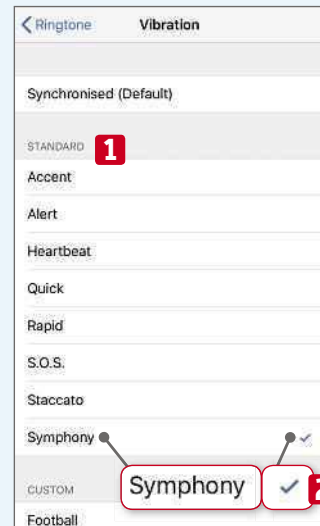 Ringtone Vibration
Synchronised (Default)
STANDARD 1
Accent
Alert
Heartbeat
Quick
Rapid
S.O.S.
Staccato
Symphony
Symphony 2
CUSTOM
Football